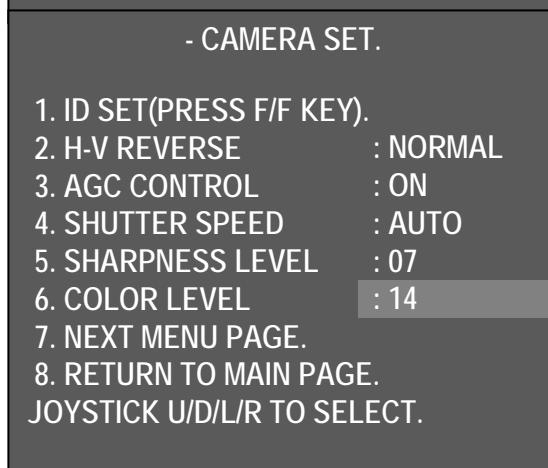 - CAMERA SET.
1. ID SET(PRESS F/F KEY).
2. H-V REVERSE : NORMAL
3. AGC CONTROL : ON
4. SHUTTER SPEED : AUTO
5. SHARPNESS LEVEL : 07
6. COLOR LEVEL : 14
7. NEXT MENU PAGE.
8. RETURN TO MAIN PAGE.
JOYSTICK U/D/L/R TO SELECT.